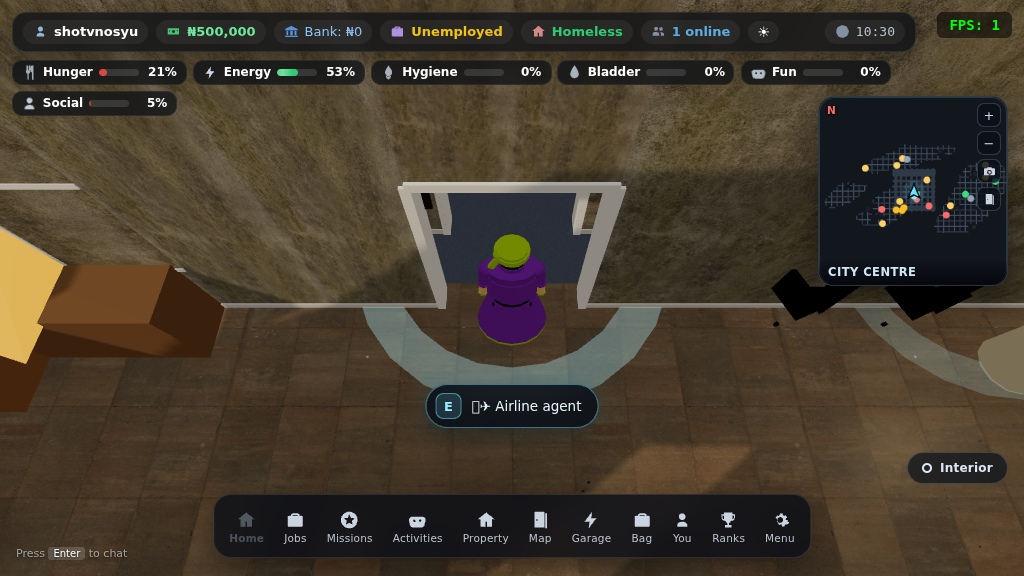 shotvnosyu
₦500,000
Bank: ₦0
Unemployed
Homeless
1 online
10:30
FPS: 1
Hunger 21%
Energy 53%
Hygiene 0%
Bladder 0%
Fun 0%
Social 5%
N
+
−
CITY CENTRE
E Airline agent
Interior
Home
Jobs
Missions
Activities
Property
Map
Garage
Bag
You
Ranks
Menu
Press Enter to chat